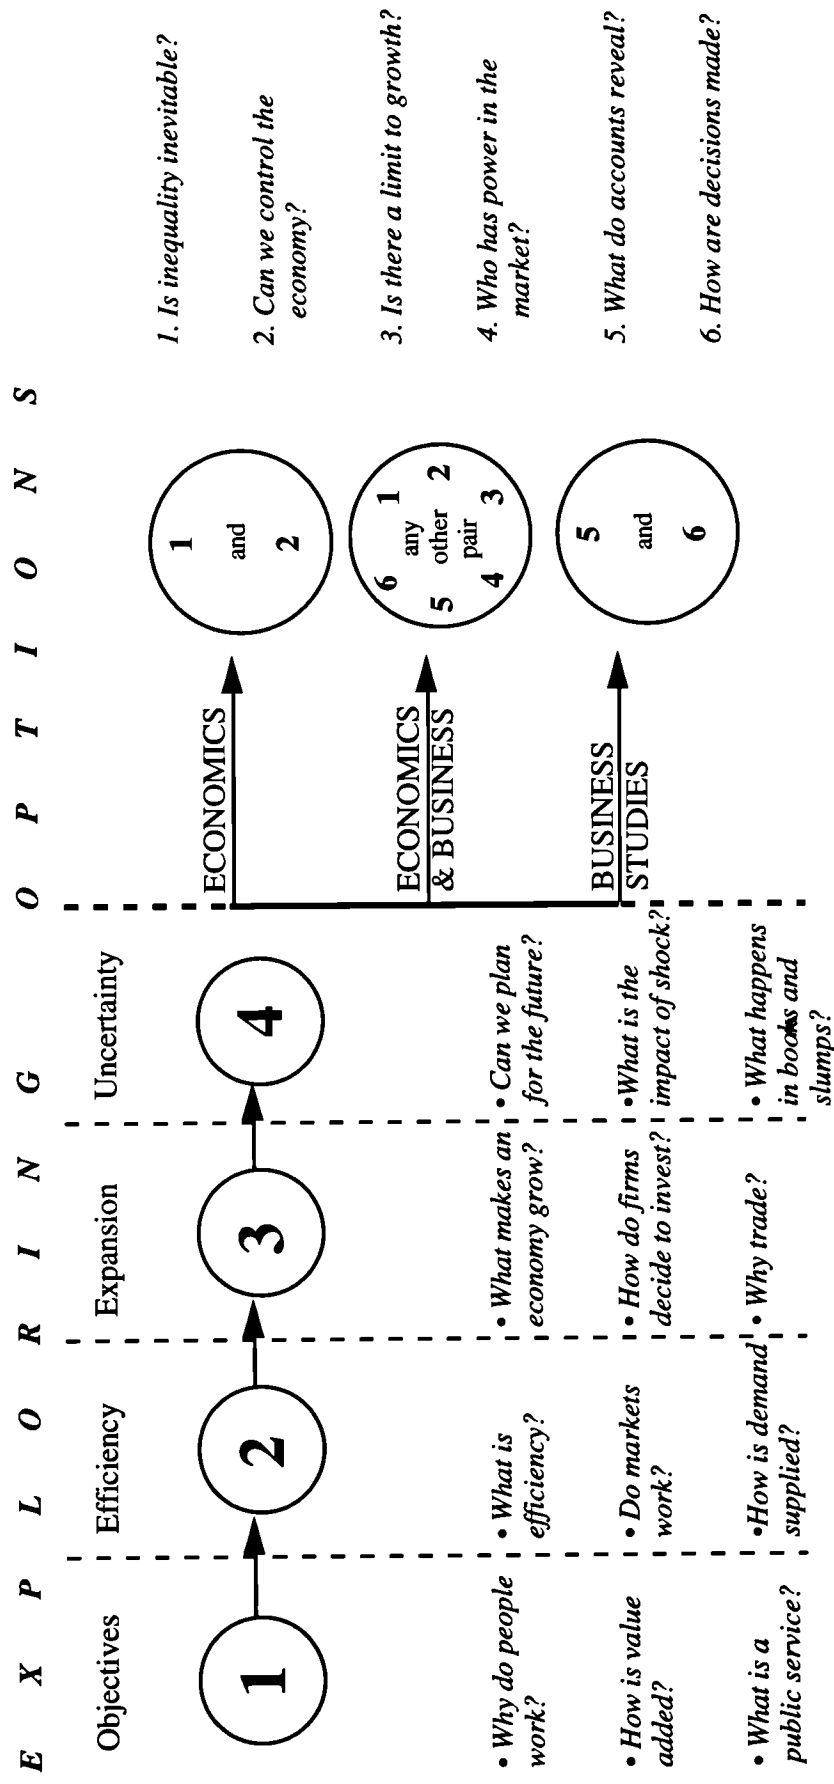 E X P L O R I N G
O P T I O N S
Objectives
Efficiency
Expansion
Uncertainty
1
2
3
4
• Why do people
work?
• How is value
added?
• What is a
public service?
• What is
efficiency?
• Do markets
work?
•How is demand
supplied?
• What makes an
economy grow?
• How do firms
decide to invest?
• Why trade?
• Can we plan
for the future?
•What is the
impact of shock?
• What happens
in and
slumps?
ECONOMICS
ECONOMICS
& BUSINESS
BUSINESS
STUDIES
1
and
2
6
1
any
5
other
2
pair
4
3
5
and
6
1. Is inequality inevitable?
2. Can we control the
economy?
3. Is there a limit to growth?
4. Who has power in the
market?
5. What do accounts reveal?
6. How are decisions made?